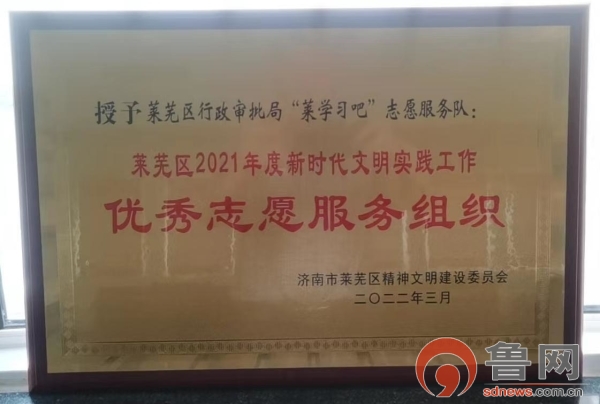 授予莱芜区行政审批局“莱学习吧”志愿服务队：
莱芜区2021年度新时代文明实践工作
优秀志愿服务组织
济南市莱芜区精神文明建设委员会
二〇二二年三月
鲁网
sdnews.com.cn